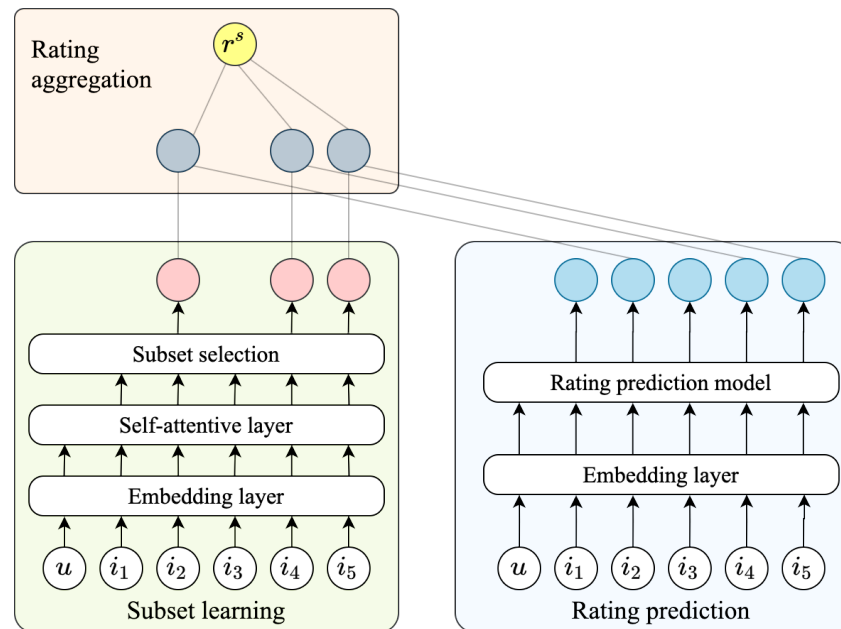 Rating
aggregation
r^s
Subset selection
Self-attentive layer
Embedding layer
u i_1 i_2 i_3 i_4 i_5
Subset learning
Rating prediction model
Embedding layer
u i_1 i_2 i_3 i_4 i_5
Rating prediction